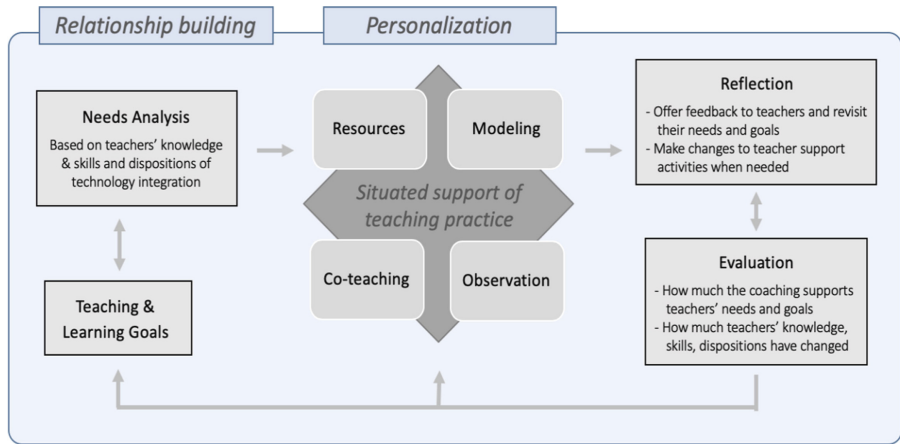 Relationship building
Personalization
Needs Analysis
Based on teachers' knowledge
& skills and dispositions of
technology integration
Teaching &
Learning Goals
Resources
Modeling
Situated support of
teaching practice
Co-teaching
Observation
Reflection
- Offer feedback to teachers and revisit
their needs and goals
- Make changes to teacher support
activities when needed
Evaluation
- How much the coaching supports
teachers' needs and goals
- How much teachers' knowledge,
skills, dispositions have changed